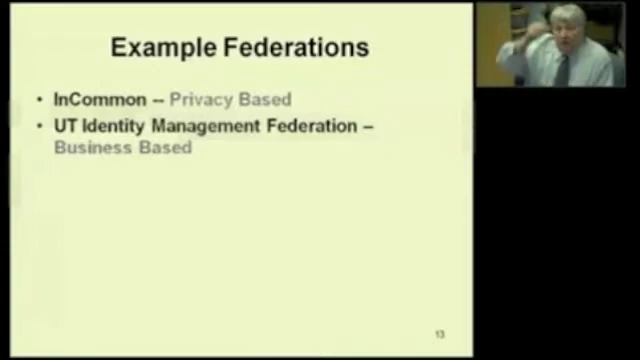 Example Federations
• InCommon -- Privacy Based
• UT Identity Management Federation –
Business Based
13